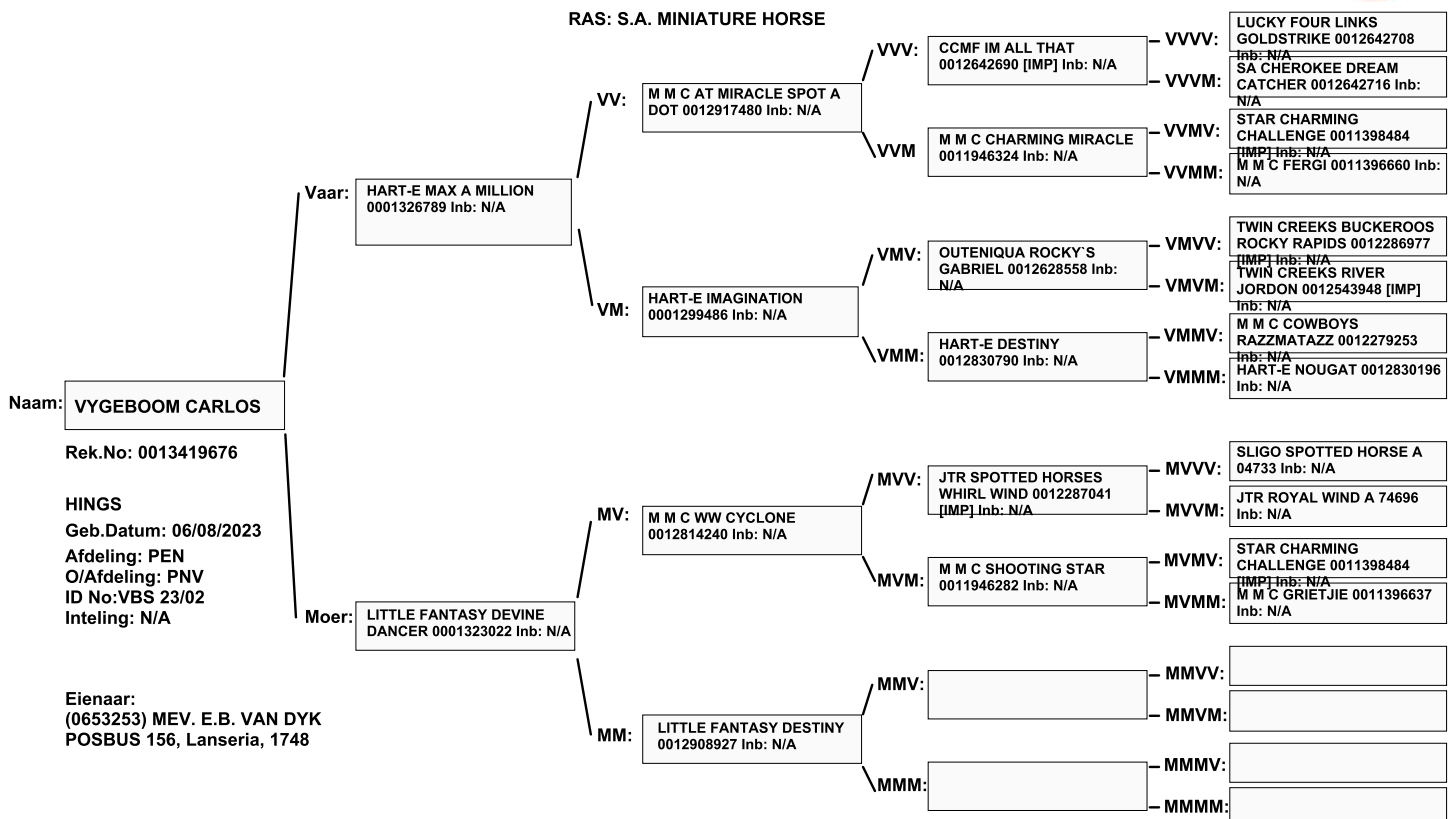 RAS: S.A. MINIATURE HORSE
Naam:
VYGEBOOM CARLOS
Rek.No: 0013419676
HINGS
Geb.Datum: 06/08/2023
Afdeling: PEN
O/Afdeling: PNV
ID No:VBS 23/02
Inteling: N/A
Eienaar:
(0653253) MEV. E.B. VAN DYK
POSBUS 156, Lanseria, 1748
Vaar:
HART-E MAX A MILLION
0001326789 Inb: N/A
Moer:
LITTLE FANTASY DEVINE
DANCER 0001323022 Inb: N/A
VV:
M M C AT MIRACLE SPOT A
DOT 0012917480 Inb: N/A
VM:
HART-E IMAGINATION
0001299486 Inb: N/A
MV:
M M C WW CYCLONE
0012814240 Inb: N/A
MM:
LITTLE FANTASY DESTINY
0012908927 Inb: N/A
VVV:
CCMF IM ALL THAT
0012642690 [IMP] Inb: N/A
VVM
M M C CHARMING MIRACLE
0011946324 Inb: N/A
VMV:
OUTENIQUA ROCKY`S
GABRIEL 0012628558 Inb:
N/A
VMM:
HART-E DESTINY
0012830790 Inb: N/A
MVV:
JTR SPOTTED HORSES
WHIRL WIND 0012287041
[IMP] Inb: N/A
MVM:
M M C SHOOTING STAR
0011946282 Inb: N/A
MMV:
MMM:
VVVV:
LUCKY FOUR LINKS
GOLDSTRIKE 0012642708
Inb: N/A
VVVM:
SA CHEROKEE DREAM
CATCHER 0012642716 Inb:
N/A
VVMV:
STAR CHARMING
CHALLENGE 0011398484
[IMP] Inb: N/A
VVMM:
M M C FERGI 0011396660 Inb:
N/A
VMVV:
TWIN CREEKS BUCKEROOS
ROCKY RAPIDS 0012286977
[IMP] Inb: N/A
VMVM:
TWIN CREEKS RIVER
JORDON 0012543948 [IMP]
Inb: N/A
VMMV:
M M C COWBOYS
RAZZMATAZZ 0012279253
Inb: N/A
VMMM:
HART-E NOUGAT 0012830196
Inb: N/A
MVVV:
SLIGO SPOTTED HORSE A
04733 Inb: N/A
MVVM:
JTR ROYAL WIND A 74696
Inb: N/A
MVMV:
STAR CHARMING
CHALLENGE 0011398484
[IMP] Inb: N/A
MVMM:
M M C GRIETJIE 0011396637
Inb: N/A
MMVV:
MMVM:
MMMV:
MMMM: